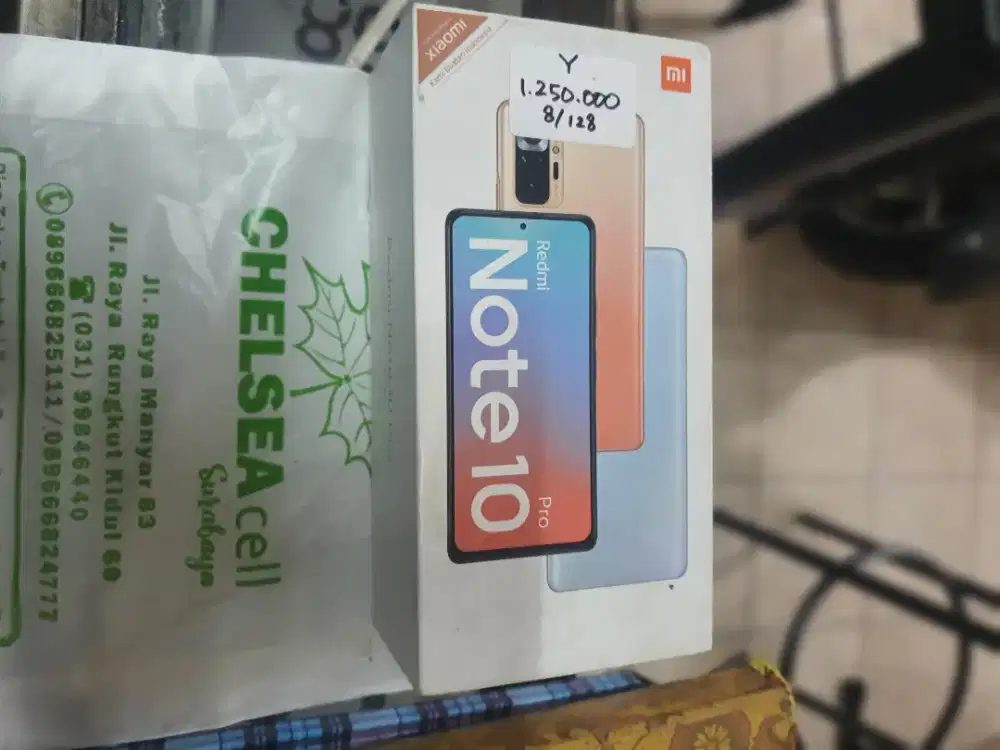 CHELSEA cell
Surabaya
Jl. Raya Manyar 83
Jl. Raya Rungkut Kidul 60
(031) 99846440
089666825111/089666824777
xiaomi
mi
Y
1.250.000
8/128
Redmi
Note 10
Pro